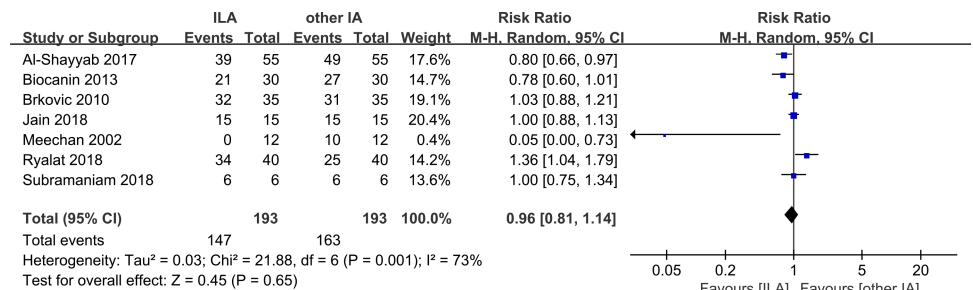 ILA other IA Risk Ratio Risk Ratio
Study or Subgroup Events Total Events Total Weight M-H, Random, 95% CI M-H, Random, 95% CI
Al-Shayyab 2017 39 55 49 55 17.6% 0.80 [0.66, 0.97]
Biocanin 2013 21 30 27 30 14.7% 0.78 [0.60, 1.01]
Brkovic 2010 32 35 31 35 19.1% 1.03 [0.88, 1.21]
Jain 2018 15 15 15 15 20.4% 1.00 [0.88, 1.13]
Meechan 2002 0 12 10 12 0.4% 0.05 [0.00, 0.73]
Ryalat 2018 34 40 25 40 14.2% 1.36 [1.04, 1.79]
Subramaniam 2018 6 6 6 6 13.6% 1.00 [0.75, 1.34]
Total (95% CI) 193 193 100.0% 0.96 [0.81, 1.14]
Total events 147 163
Heterogeneity: Tau² = 0.03; Chi² = 21.88, df = 6 (P = 0.001); I² = 73%
Test for overall effect: Z = 0.45 (P = 0.65)
0.05 0.2 1 5 20
Favours [ILA] Favours [other IA]